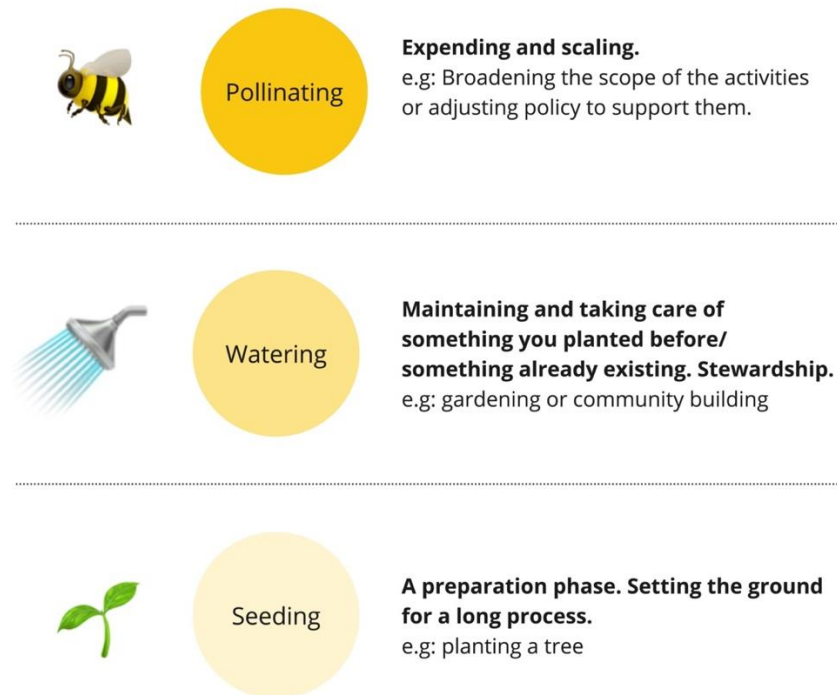 Pollinating
Expending and scaling.
e.g: Broadening the scope of the activities
or adjusting policy to support them.
Watering
Maintaining and taking care of
something you planted before/
something already existing. Stewardship.
e.g: gardening or community building
Seeding
A preparation phase. Setting the ground
for a long process.
e.g: planting a tree